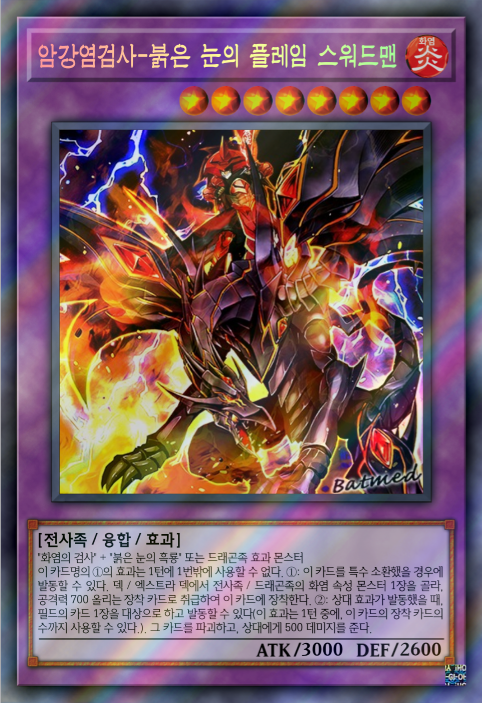 암강염검사-붉은 눈의 플레임 스워드맨
화염
炎
Batmed
[전사족 / 융합 / 효과]
"화염의 검사" + "붉은 눈의 흑룡" 또는 드래곤족 효과 몬스터
이 카드명의 ①의 효과는 1턴에 1번밖에 사용할 수 없다. ①: 이 카드를 특수 소환했을 경우에
발동할 수 있다. 덱 / 엑스트라 덱에서 전사족 / 드래곤족의 화염 속성 몬스터 1장을 골라,
공격력 700 올리는 장착 카드로 취급하여 이 카드에 장착한다. ②: 상대 효과가 발동했을 때,
필드의 카드 1장을 대상으로 하고 발동할 수 있다(이 효과는 1턴 중에, 이 카드의 장착 카드의
수까지 사용할 수 있다.). 그 카드를 파괴하고, 상대에게 500 데미지를 준다.
ATK/3000 DEF/2600